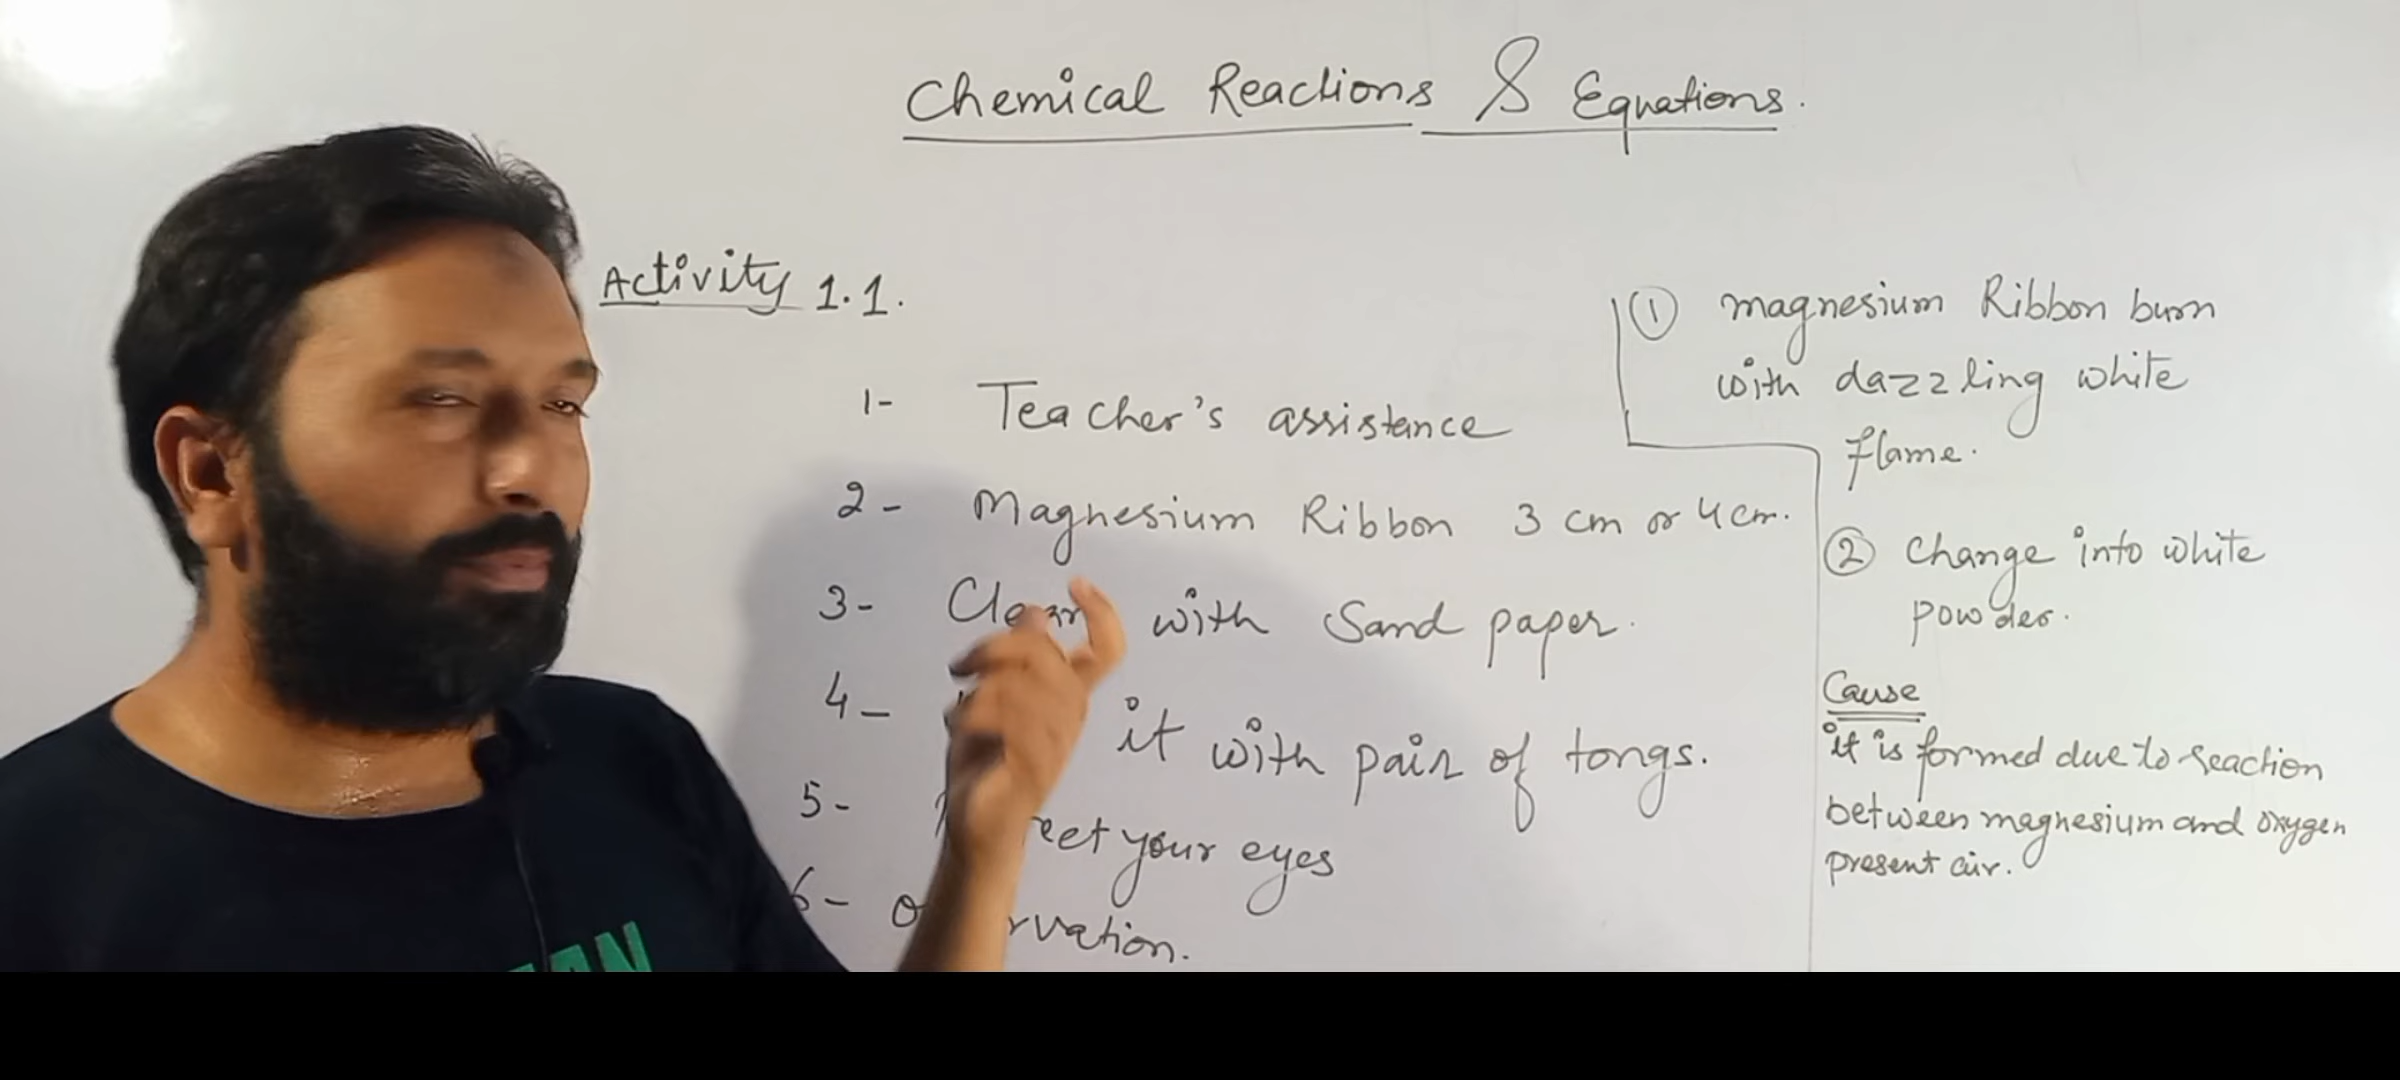 Chemical Reactions & Equations.
Activity 1.1.
1- Teacher's assistance
2- Magnesium Ribbon 3 cm or 4 cm.
3- Clean with Sand paper.
4- it with pair of tongs.
5- your eyes
6-
① magnesium Ribbon burn
with dazzling white
flame.
② Change into white
powder.
Cause
it is formed due to reaction
between magnesium and oxygen
present air.